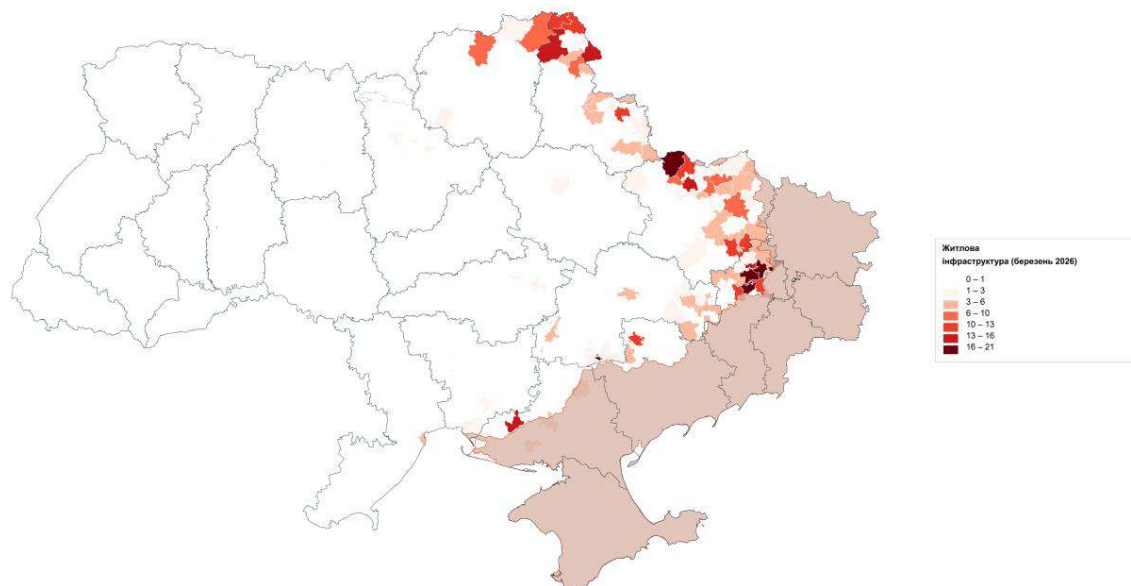 Житлова
інфраструктура (березень 2026)
0 – 1
1 – 3
3 – 6
6 – 10
10 – 13
13 – 16
16 – 21